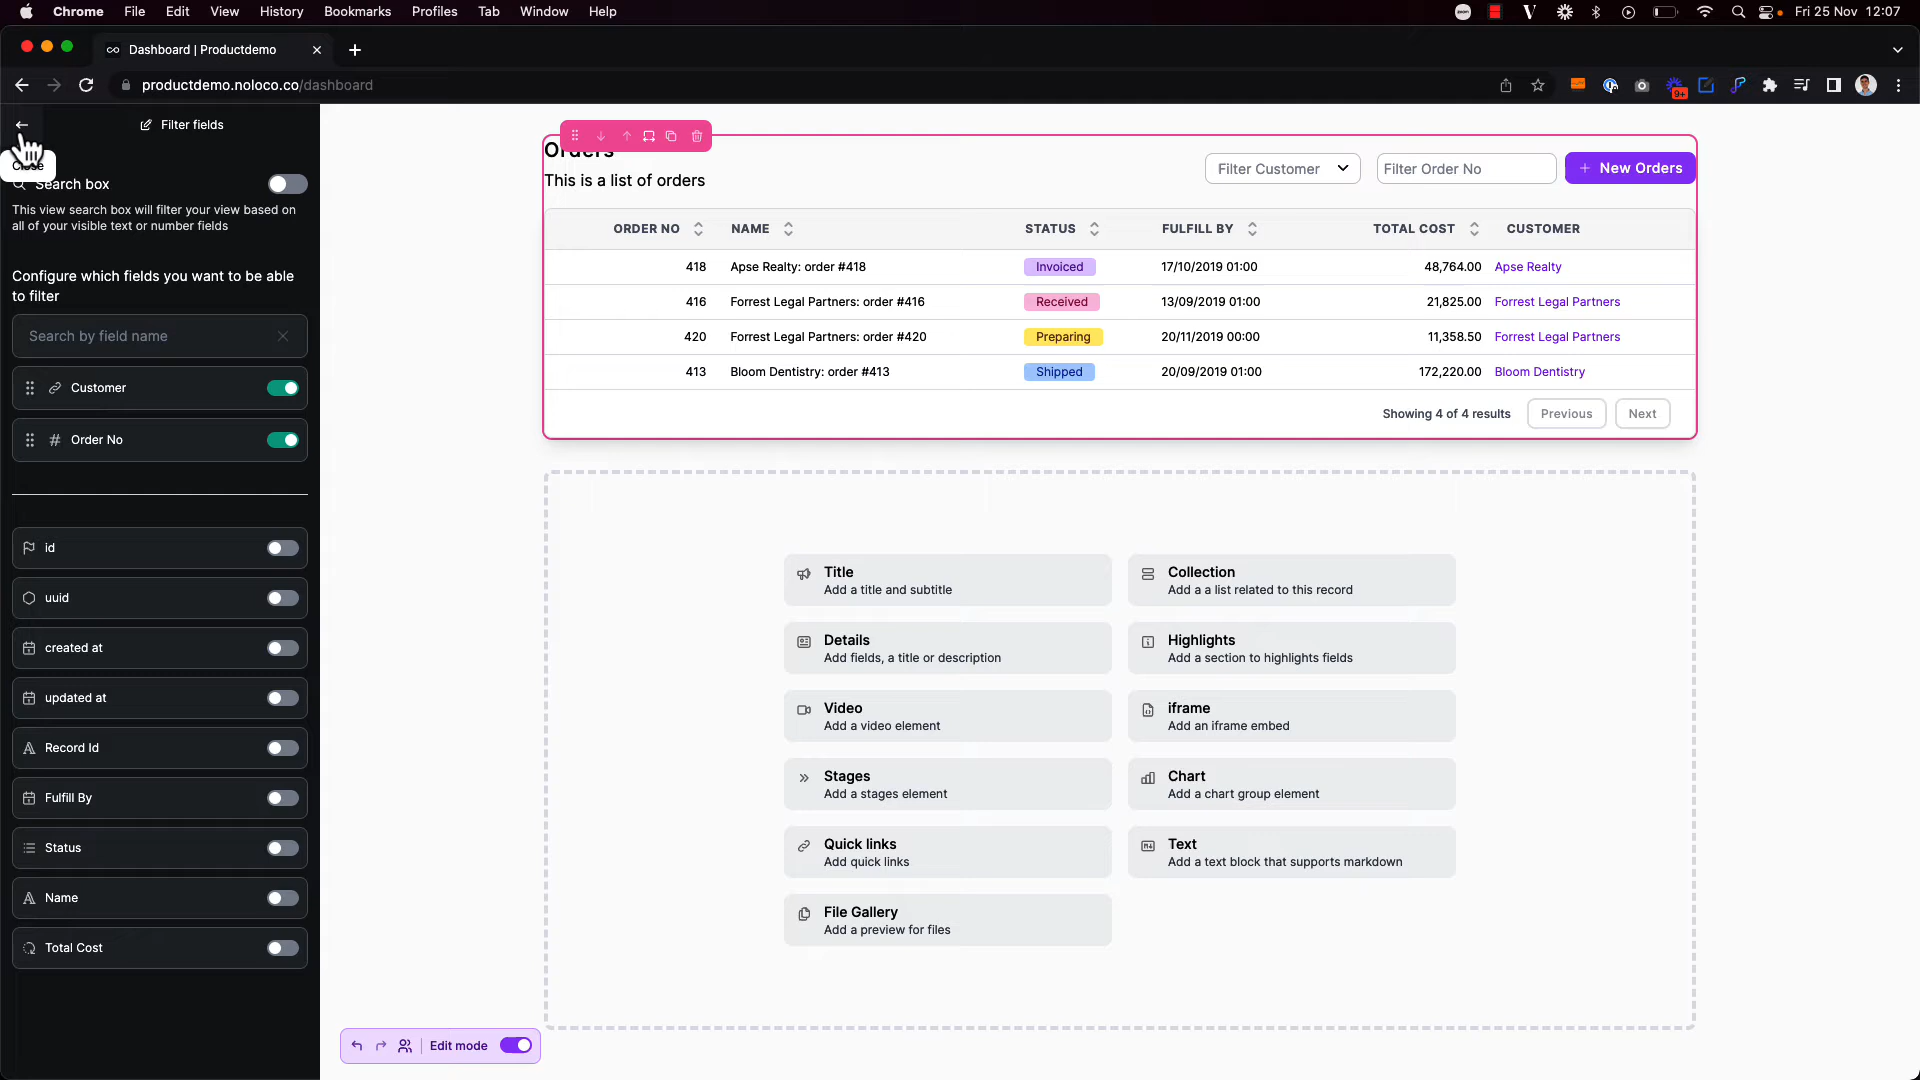 Chrome File Edit View History Bookmarks Profiles Tab Window Help
Fri 25 Nov 12:07
Dashboard | Productdemo
productdemo.noloco.co/dashboard
9+
Filter fields
Close
Search box
This view search box will filter your view based on
all of your visible text or number fields
Configure which fields you want to be able
to filter
Search by field name
Customer
Order No
id
uuid
created at
updated at
Record Id
Fulfill By
Status
Name
Total Cost
Orders
This is a list of orders
Filter Customer
Filter Order No
New Orders
ORDER NO NAME STATUS FULFILL BY TOTAL COST CUSTOMER
418 Apse Realty: order #418 Invoiced 17/10/2019 01:00 48,764.00 Apse Realty
416 Forrest Legal Partners: order #416 Received 13/09/2019 01:00 21,825.00 Forrest Legal Partners
420 Forrest Legal Partners: order #420 Preparing 20/11/2019 00:00 11,358.50 Forrest Legal Partners
413 Bloom Dentistry: order #413 Shipped 20/09/2019 01:00 172,220.00 Bloom Dentistry
Showing 4 of 4 results Previous Next
Title
Add a title and subtitle
Collection
Add a a list related to this record
Details
Add fields, a title or description
Highlights
Add a section to highlights fields
Video
Add a video element
iframe
Add an iframe embed
Stages
Add a stages element
Chart
Add a chart group element
Quick links
Add quick links
Text
Add a text block that supports markdown
File Gallery
Add a preview for files
Edit mode